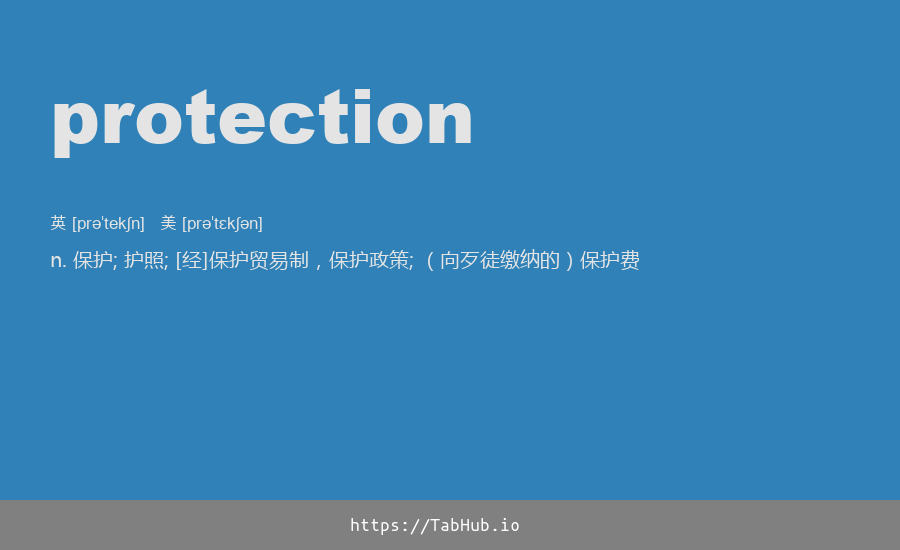 protection
英 [prə'tekʃn] 美 [prə'tɛkʃən]
n. 保护; 护照; [经]保护贸易制，保护政策; （向歹徒缴纳的）保护费
https://TabHub.io